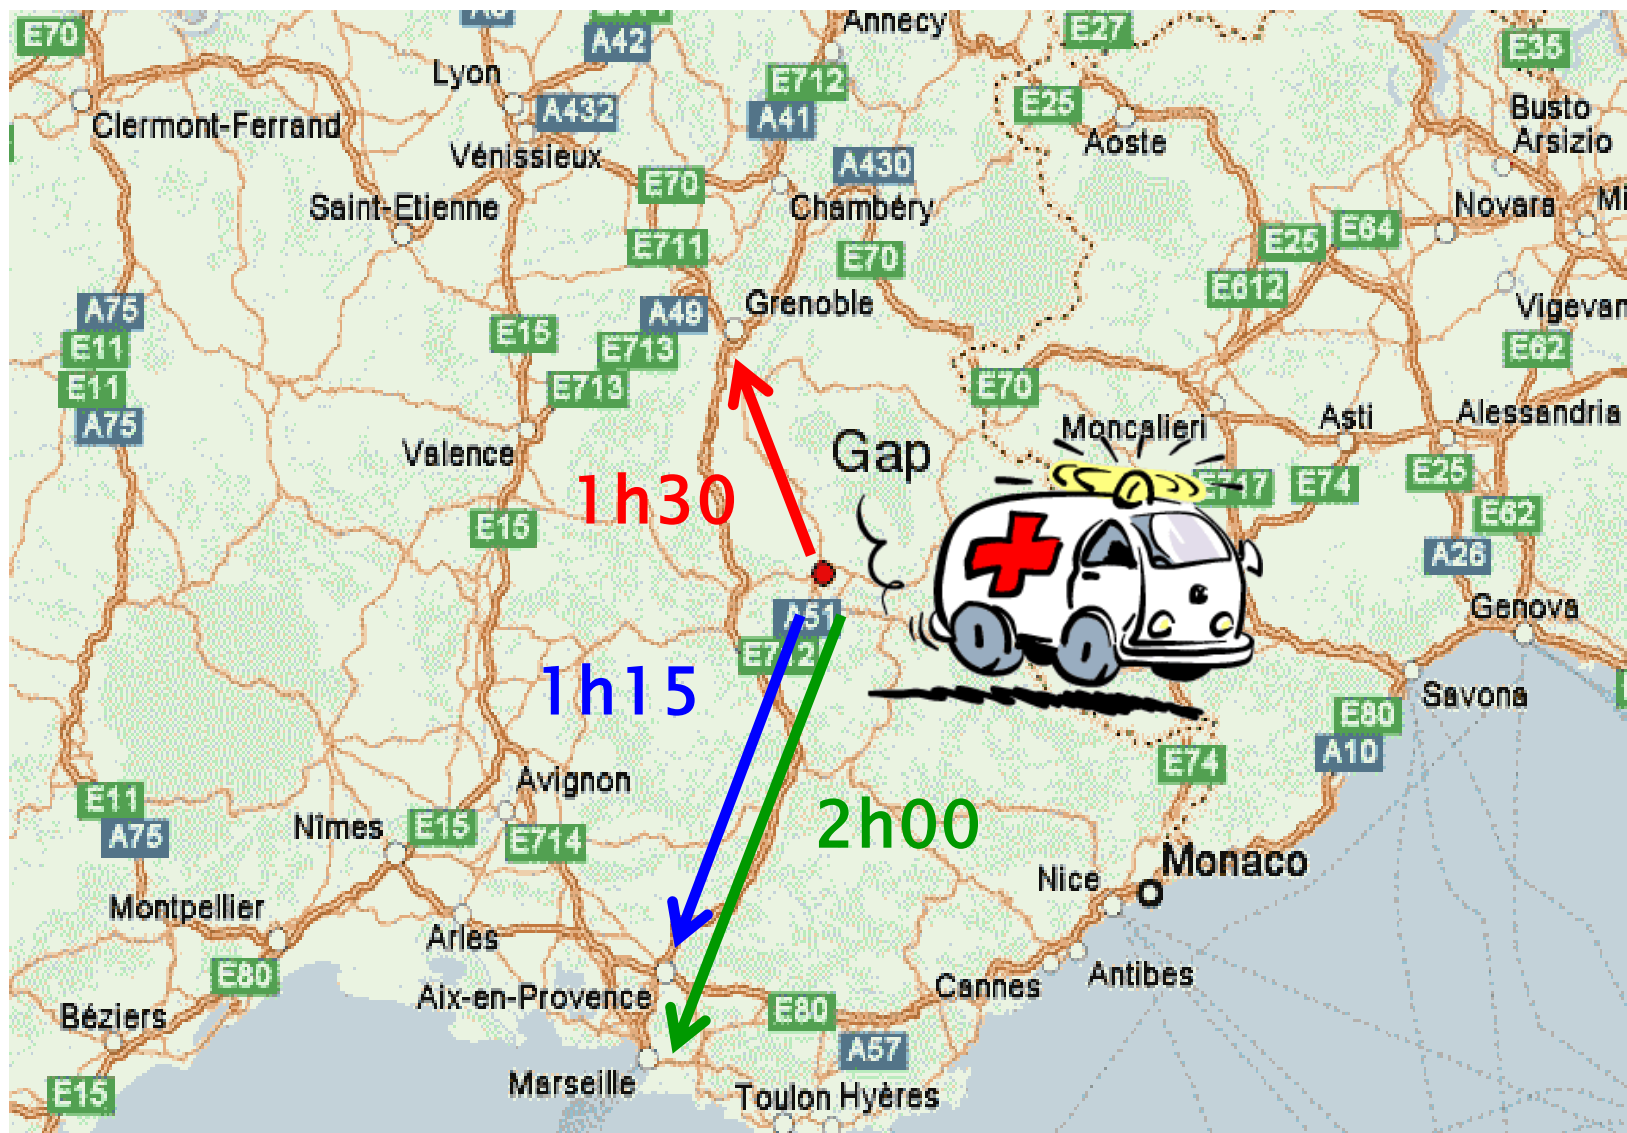 E70
A42
Annecy
E27
E35
Lyon
E712
E25
Busto
Arsizio
Clermont-Ferrand
A432
A41
Aoste
Vénissieux
A430
E70
Saint-Etienne
Chambéry
Novara
Mi
E711
E70
E25
E64
E612
A75
A49
Grenoble
Vigevan
E11
E15
E713
E62
E11
E713
E70
A75
Moncalieri
Asti
Alessandria
Valence
Gap
E717
E74
E25
1h30
E15
E62
A26
A51
Genova
E712
1h15
Savona
E80
A10
E74
Avignon
E11
A75
Nîmes
E15
E714
2h00
Monaco
Nice
Montpellier
Arles
E80
Aix-en-Provence
Cannes
Antibes
Béziers
E80
A57
E15
Marseille
Toulon
Hyères